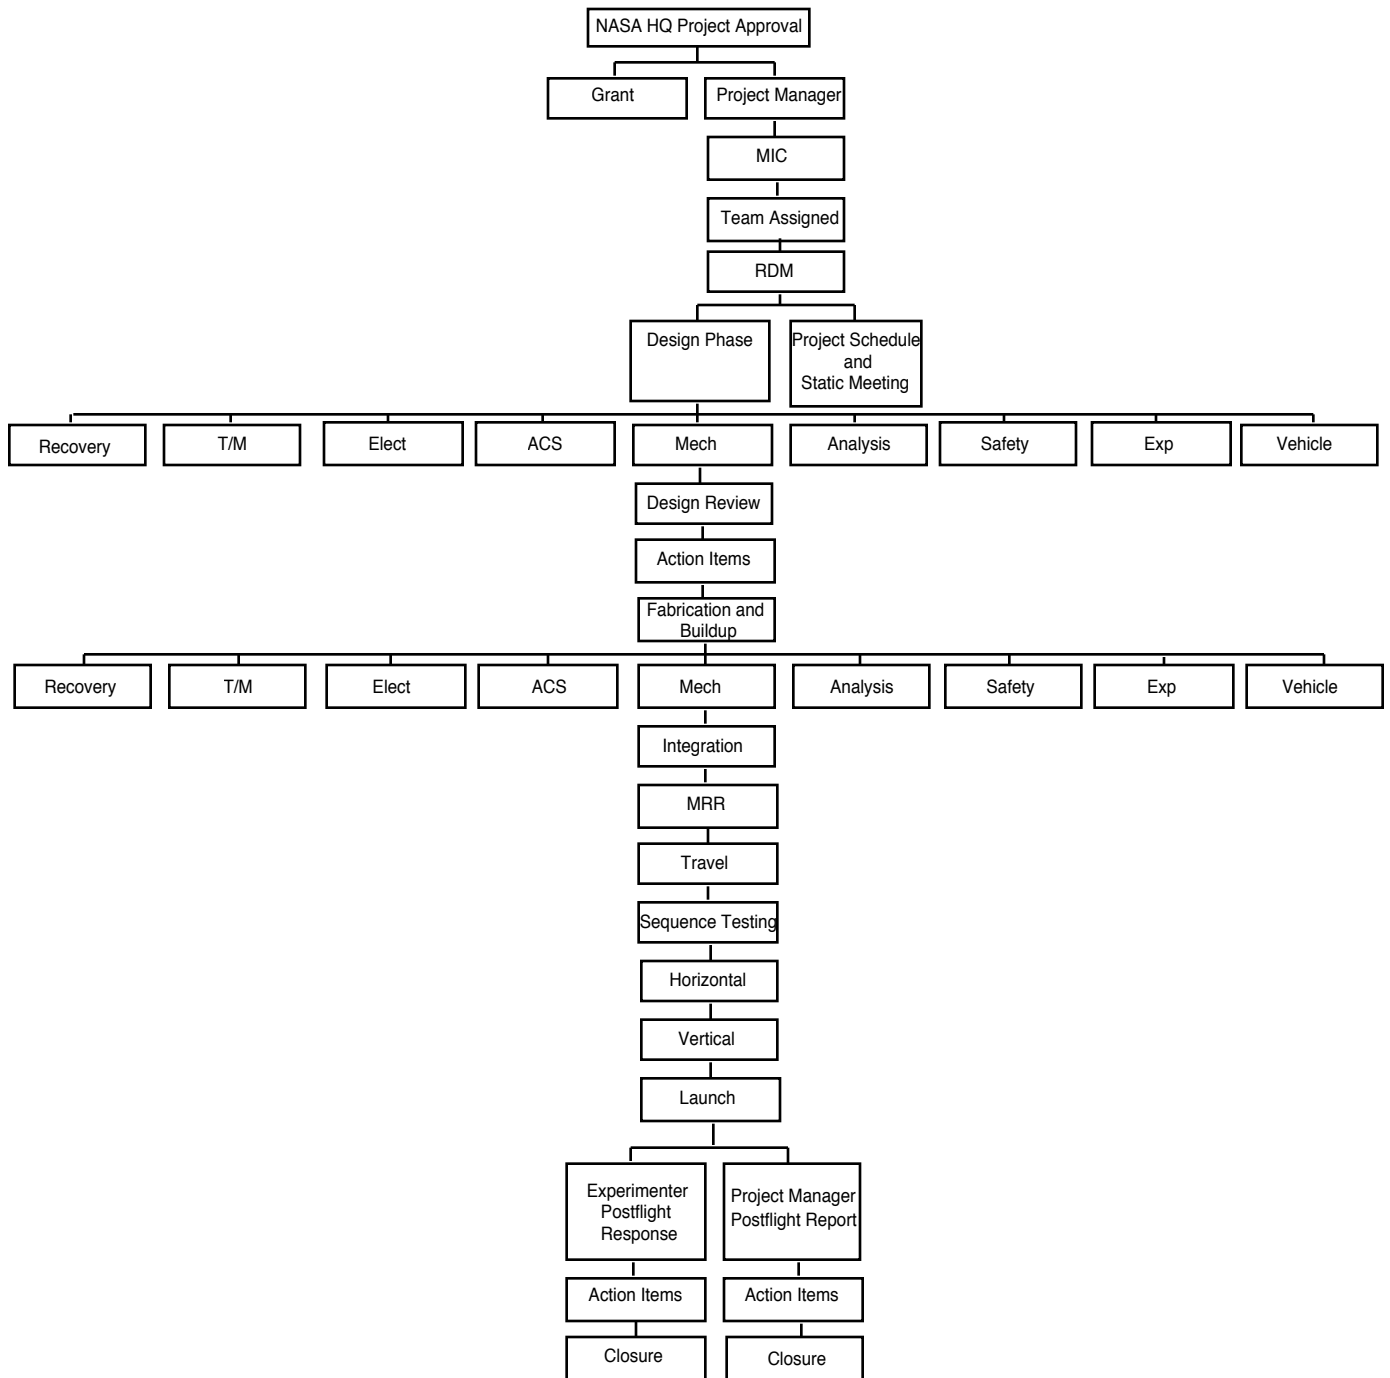 NASA HQ Project Approval
Grant
Project Manager
MIC
Team Assigned
RDM
Design Phase
Project Schedule
and
Static Meeting
Recovery
T/M
Elect
ACS
Mech
Analysis
Safety
Exp
Vehicle
Design Review
Action Items
Fabrication and
Buildup
Recovery
T/M
Elect
ACS
Mech
Analysis
Safety
Exp
Vehicle
Integration
MRR
Travel
Sequence Testing
Horizontal
Vertical
Launch
Experimenter
Postflight
Response
Project Manager
Postflight Report
Action Items
Action Items
Closure
Closure